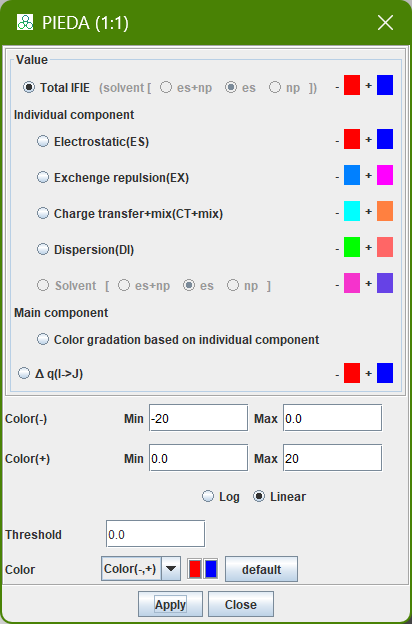 PIEDA (1:1)
Value
Total IFIE (solvent [ es+np es np ]) - +
Individual component
Electrostatic(ES) - +
Exchenge repulsion(EX) - +
Charge transfer+mix(CT+mix) - +
Dispersion(DI) - +
Solvent [ es+np es np ] - +
Main component
Color gradation based on individual component
Δ q(I->J) - +
Color(-) Min -20 Max 0.0
Color(+) Min 0.0 Max 20
Log Linear
Threshold 0.0
Color Color(-,+) default
Apply Close